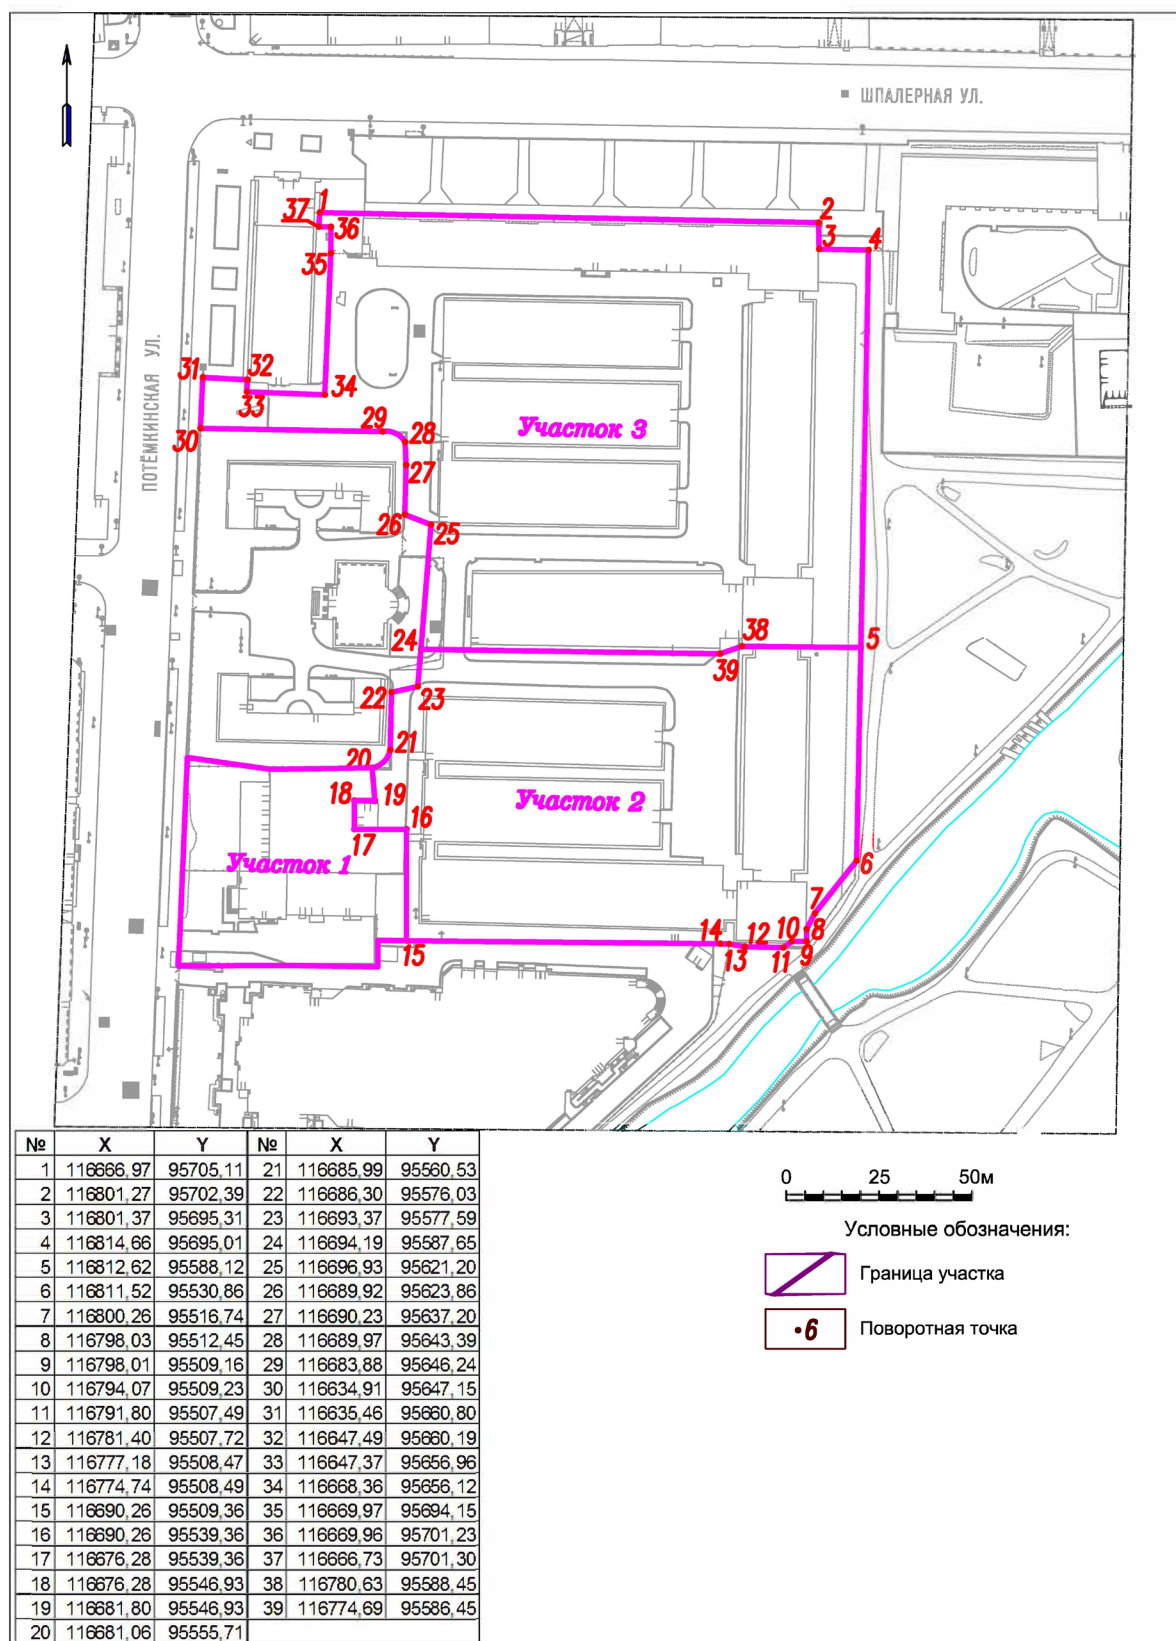 ШПАЛЕРНАЯ УЛ.
1
2
37
36
3
4
35
ПОТЁМКИНСКАЯ УЛ.
31
32
33
34
30
29
28
Участок 3
27
26
25
24
38
5
39
22
23
21
20
18
19
Участок 2
16
17
Участок 1
6
7
8
10
14
12
15
13
11
9
№ X Y № X Y
1 116666,97 95705,11 21 116685,99 95560,53
2 116801,27 95702,39 22 116686,30 95576,03
3 116801,37 95695,31 23 116693,37 95577,59
4 116814,66 95695,01 24 116694,19 95587,65
5 116812,62 95588,12 25 116696,93 95621,20
6 116811,52 95530,86 26 116689,92 95623,86
7 116800,26 95516,74 27 116690,23 95637,20
8 116798,03 95512,45 28 116689,97 95643,39
9 116798,01 95509,16 29 116683,88 95646,24
10 116794,07 95509,23 30 116634,91 95647,15
11 116791,80 95507,49 31 116635,46 95660,80
12 116781,40 95507,72 32 116647,49 95660,19
13 116777,18 95508,47 33 116647,37 95656,96
14 116774,74 95508,49 34 116668,36 95656,12
15 116690,26 95509,36 35 116669,97 95694,15
16 116690,26 95539,36 36 116669,96 95701,23
17 116676,28 95539,36 37 116666,73 95701,30
18 116676,28 95546,93 38 116780,63 95588,45
19 116681,80 95546,93 39 116774,69 95586,45
20 116681,06 95555,71
0 25 50м
Условные обозначения:
Граница участка
•6 Поворотная точка